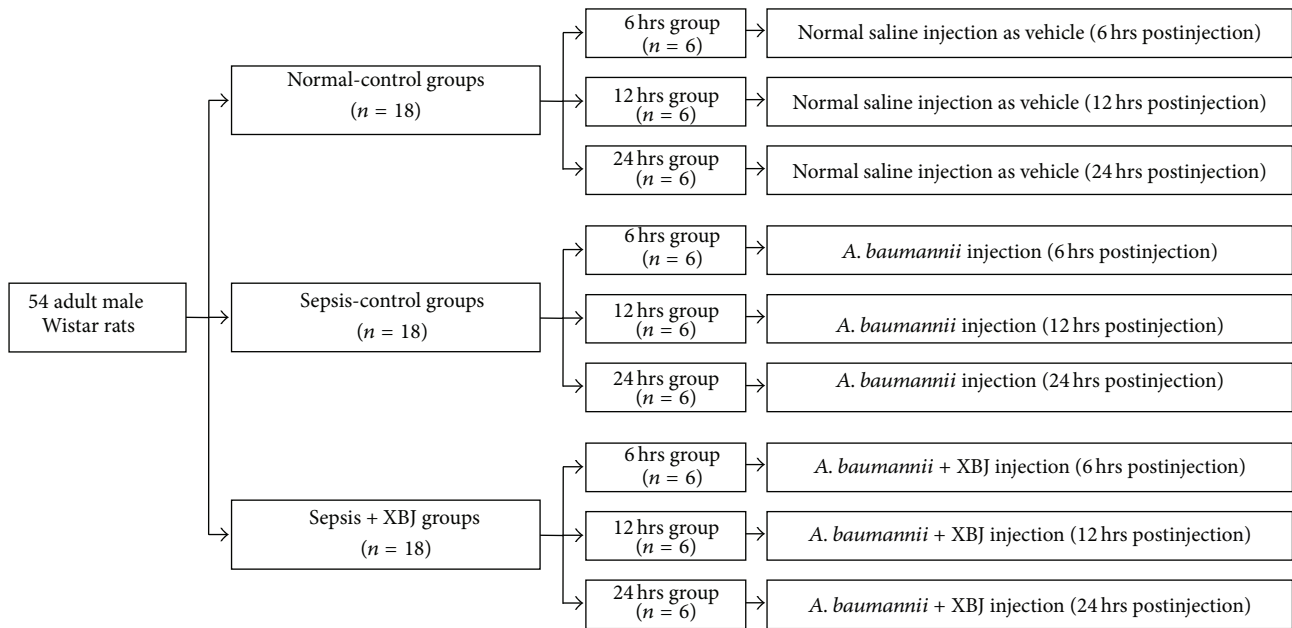 54 adult male
Wistar rats
Normal-control groups
(n = 18)
6 hrs group
(n = 6)
Normal saline injection as vehicle (6 hrs postinjection)
12 hrs group
(n = 6)
Normal saline injection as vehicle (12 hrs postinjection)
24 hrs group
(n = 6)
Normal saline injection as vehicle (24 hrs postinjection)
Sepsis-control groups
(n = 18)
6 hrs group
(n = 6)
A. baumannii injection (6 hrs postinjection)
12 hrs group
(n = 6)
A. baumannii injection (12 hrs postinjection)
24 hrs group
(n = 6)
A. baumannii injection (24 hrs postinjection)
Sepsis + XBJ groups
(n = 18)
6 hrs group
(n = 6)
A. baumannii + XBJ injection (6 hrs postinjection)
12 hrs group
(n = 6)
A. baumannii + XBJ injection (12 hrs postinjection)
24 hrs group
(n = 6)
A. baumannii + XBJ injection (24 hrs postinjection)